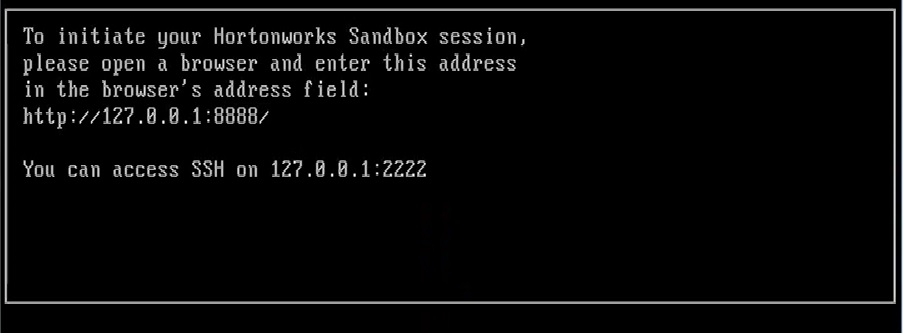 To initiate your Hortonworks Sandbox session,
please open a browser and enter this address
in the browser's address field:
http://127.0.0.1:8888/
You can access SSH on 127.0.0.1:2222